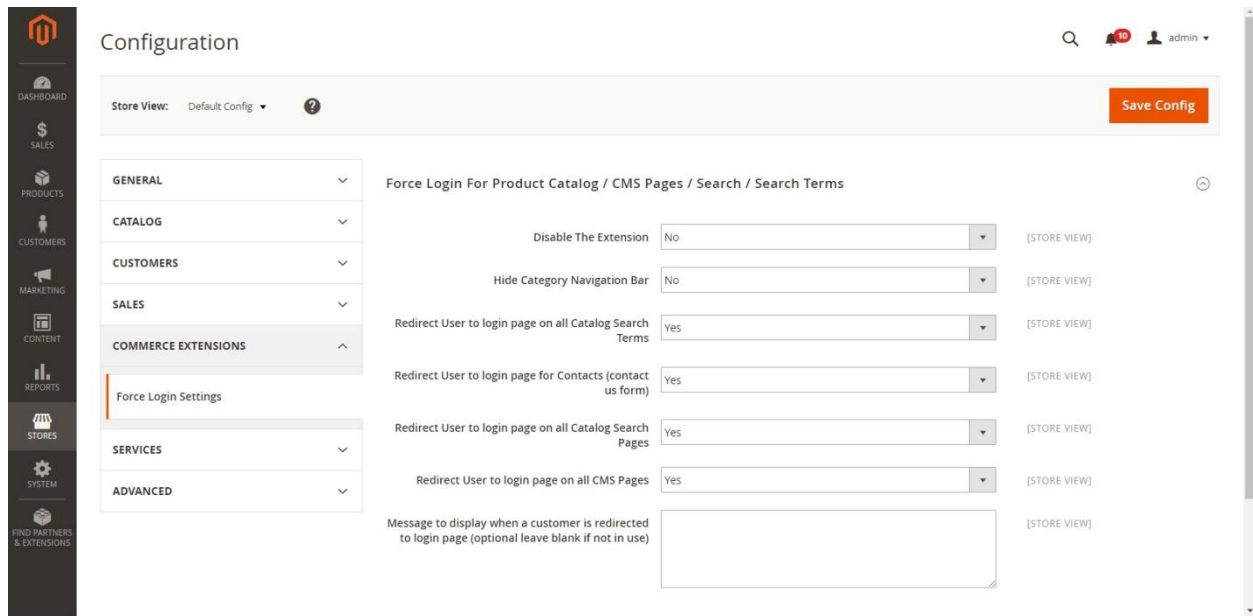 Configuration
10
admin
DASHBOARD
Store View: Default Config
?
Save Config
$
SALES
PRODUCTS
CUSTOMERS
MARKETING
CONTENT
REPORTS
STORES
SYSTEM
FIND PARTNERS
& EXTENSIONS
GENERAL
CATALOG
CUSTOMERS
SALES
COMMERCE EXTENSIONS
Force Login Settings
SERVICES
ADVANCED
Force Login For Product Catalog / CMS Pages / Search / Search Terms
Disable The Extension No [STORE VIEW]
Hide Category Navigation Bar No [STORE VIEW]
Redirect User to login page on all Catalog Search Yes [STORE VIEW]
Terms
Redirect User to login page for Contacts (contact Yes [STORE VIEW]
us form)
Redirect User to login page on all Catalog Search Yes [STORE VIEW]
Pages
Redirect User to login page on all CMS Pages Yes [STORE VIEW]
Message to display when a customer is redirected [STORE VIEW]
to login page (optional leave blank if not in use)